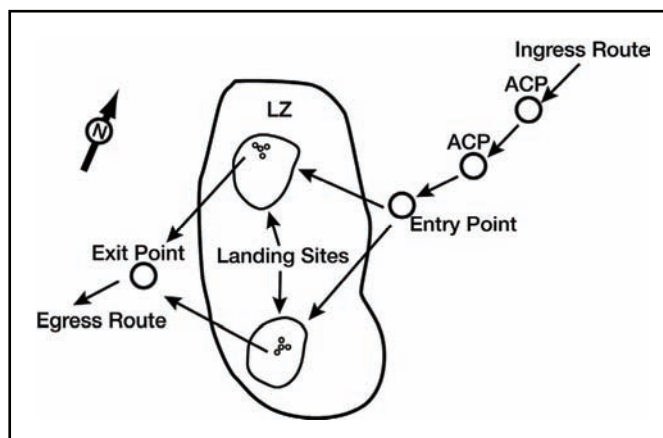 Ingress Route
ACP
ACP
LZ
N
Entry Point
Landing Sites
Exit Point
Egress Route